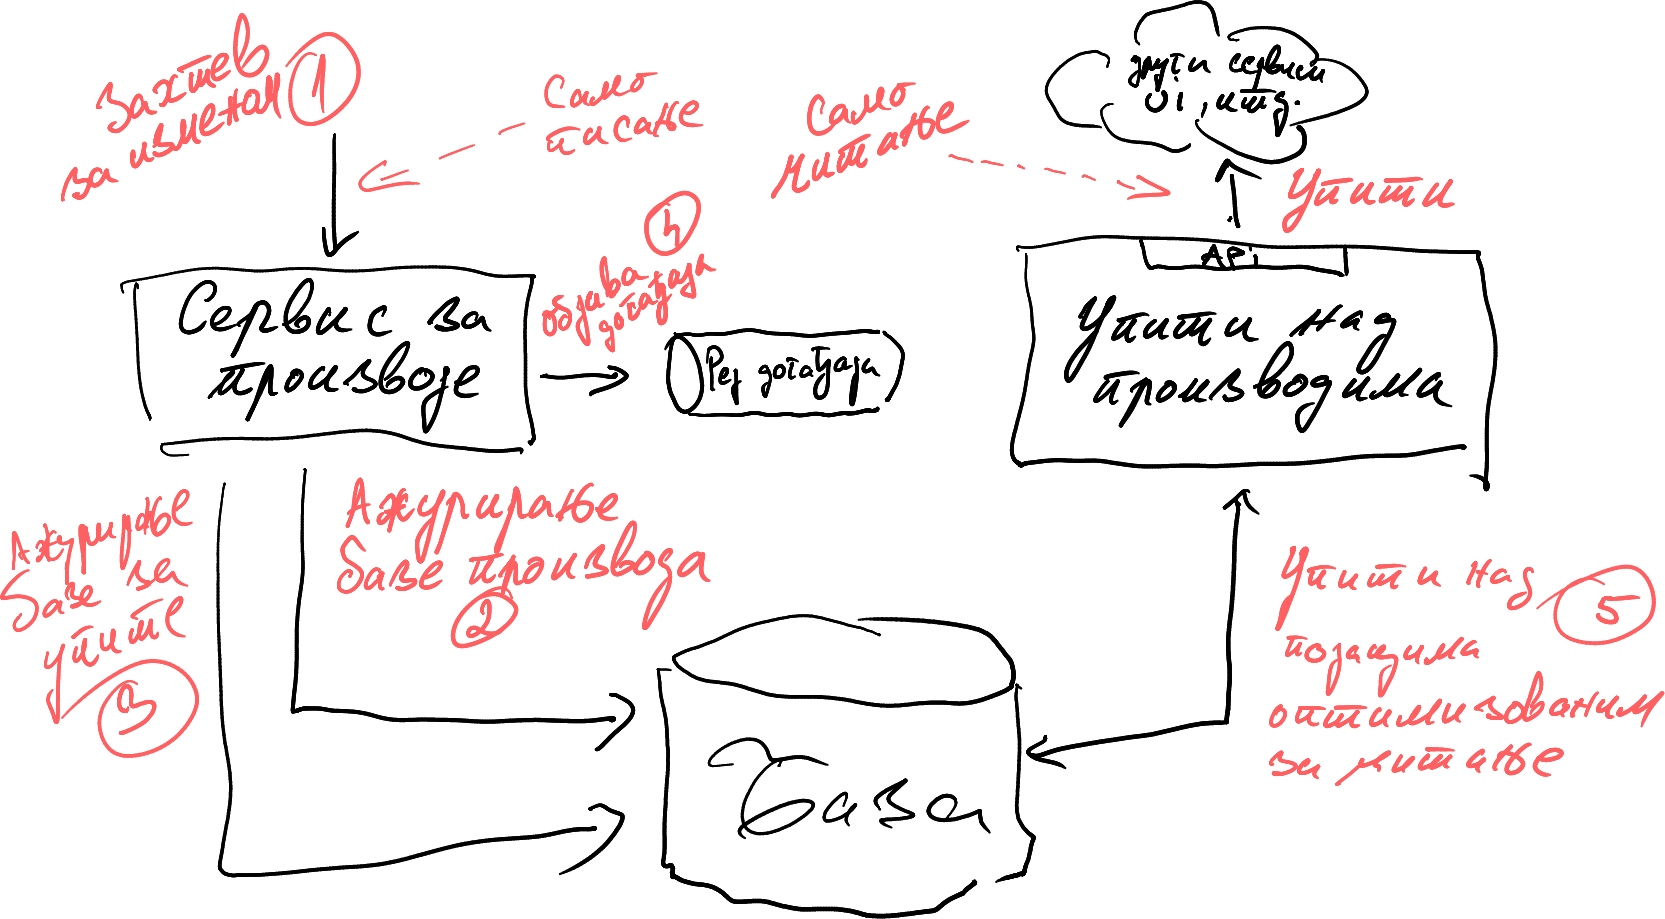 Захтев
за изменом
1
Само
писање
Само
читање
други сервиси
UI, итд.
Упити
API
Сервис за
производе
4
објава
догађаја
Ред догађаја
Упити над
производима
Ажурирње
базе за
упите
3
Ажурирање
базе производа
2
База
Упити над
5
подацима
оптимизованим
за читање